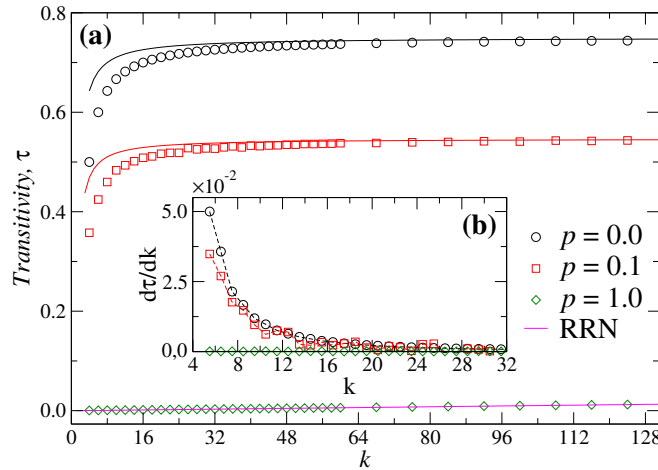 0.8
(a)
0.6
0.4
0.2
0.0
Transitivity, τ
0 16 32 48 64 80 96 112 128
k
×10⁻²
5.0
2.5
0.0
dτ/dk
(b)
4 8 12 16 20 24 28 32
k
p = 0.0
p = 0.1
p = 1.0
RRN